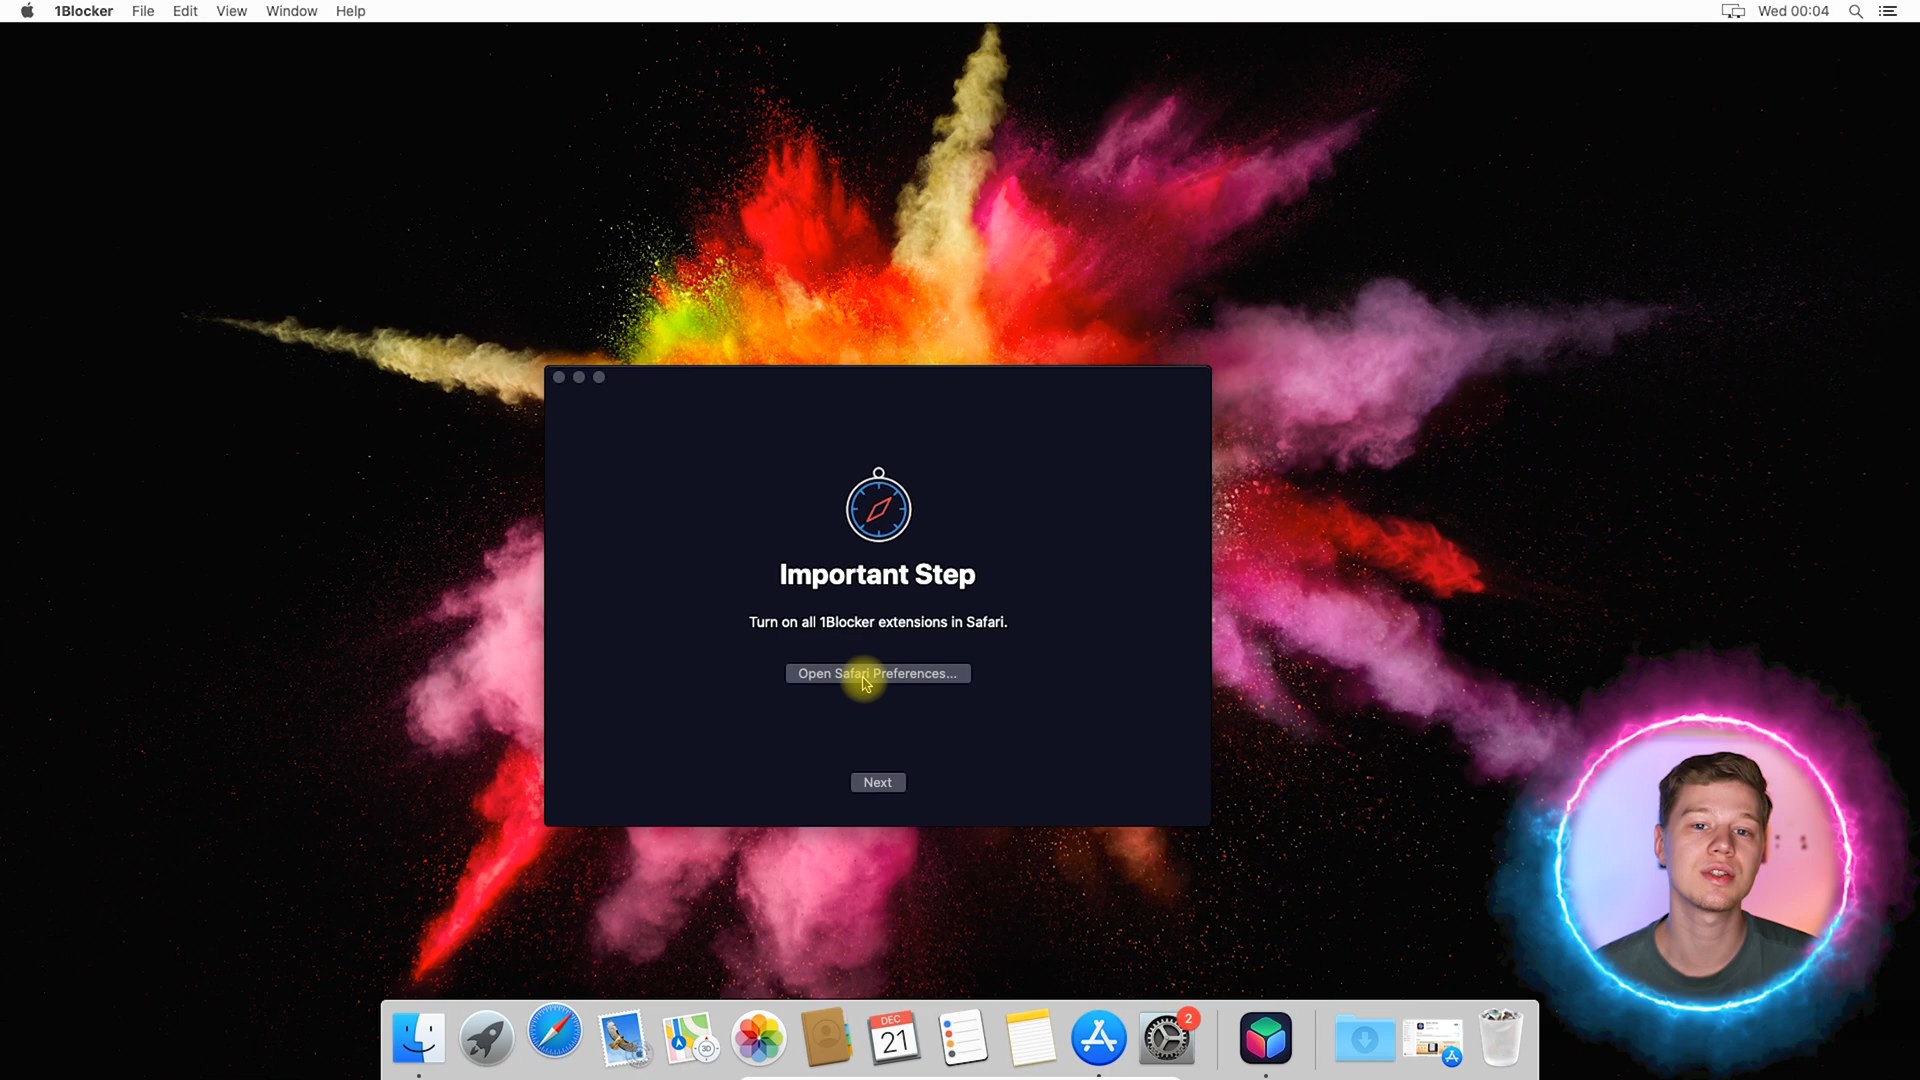 1Blocker File Edit View Window Help Wed 00:04
Important Step
Turn on all 1Blocker extensions in Safari.
Open Safari Preferences...
Next
DEC
21
3D
2